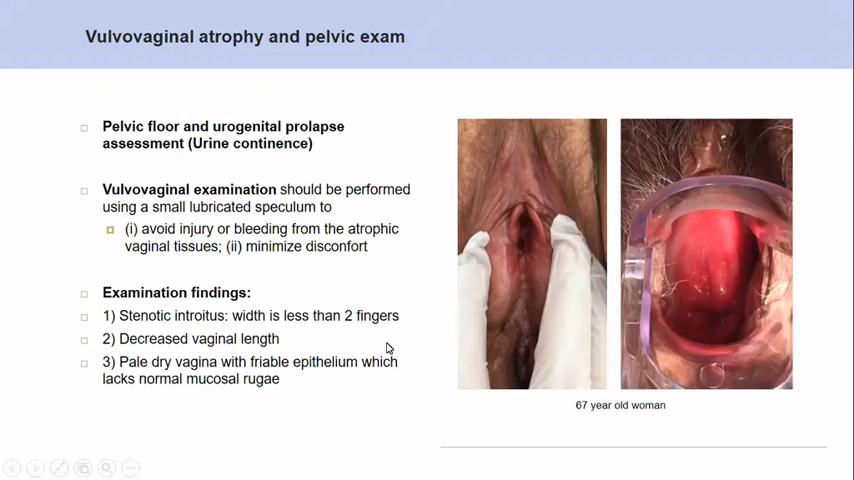 Vulvovaginal atrophy and pelvic exam
Pelvic floor and urogenital prolapse
assessment (Urine continence)
Vulvovaginal examination should be performed
using a small lubricated speculum to
(i) avoid injury or bleeding from the atrophic
vaginal tissues; (ii) minimize disconfort
Examination findings:
1) Stenotic introitus: width is less than 2 fingers
2) Decreased vaginal length
3) Pale dry vagina with friable epithelium which
lacks normal mucosal rugae
67 year old woman